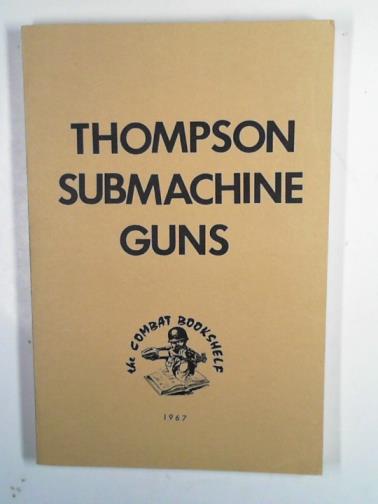 THOMPSON
SUBMACHINE
GUNS
the COMBAT BOOKSHELF
1967